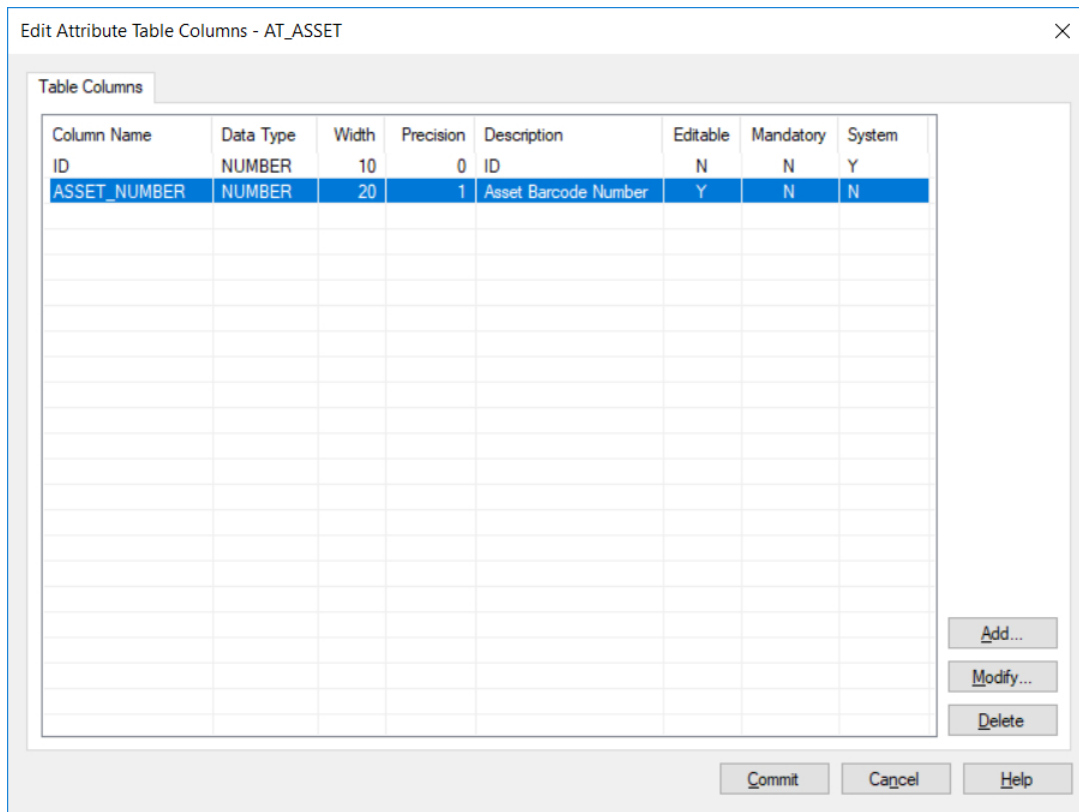 Edit Attribute Table Columns - AT_ASSET
Table Columns
Column Name Data Type Width Precision Description Editable Mandatory System
ID NUMBER 10 0 ID N N Y
ASSET_NUMBER NUMBER 20 1 Asset Barcode Number Y N N
Add...
Modify...
Delete
Commit Cancel Help